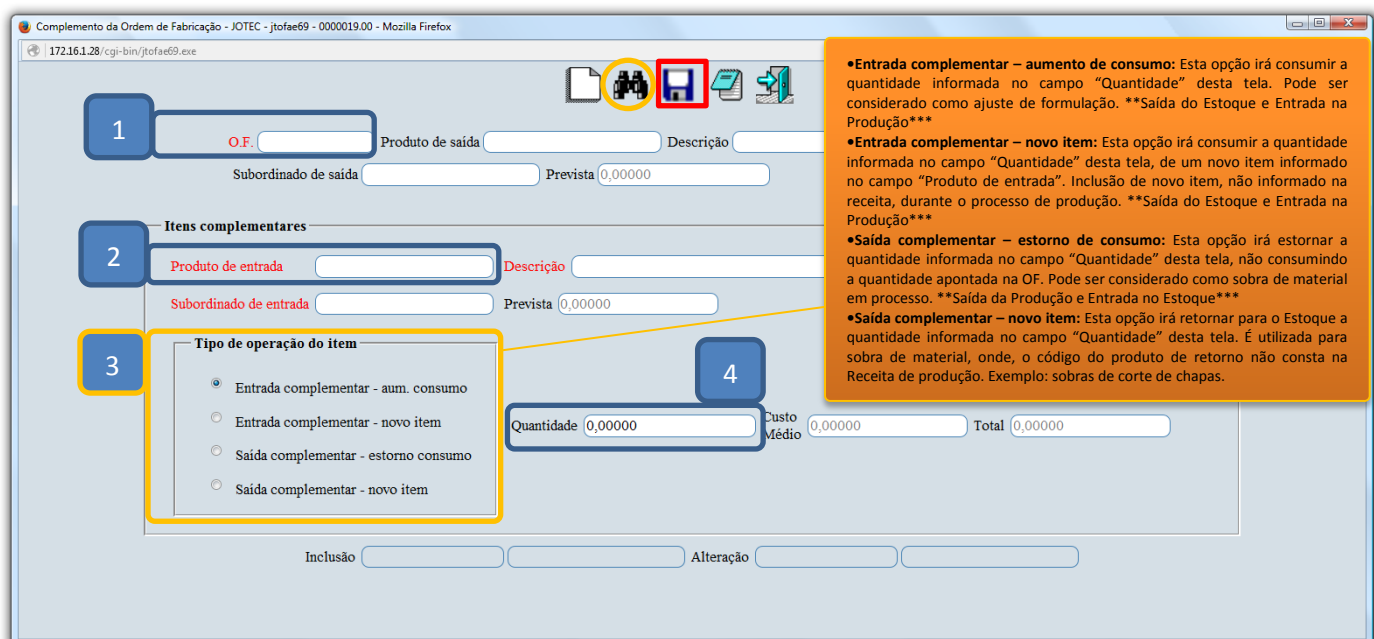 Complemento da Ordem de Fabricação - JOTEC - jtofae69 - 0000019.00 - Mozilla Firefox
172.16.1.28/cgi-bin/jtofae69.exe
1
O.F.
Produto de saída
Descrição
Subordinado de saída
Prevista 0,00000
Itens complementares
2
Produto de entrada
Descrição
Subordinado de entrada
Prevista 0,00000
3
Tipo de operação do item
Entrada complementar - aum. consumo
Entrada complementar - novo item
Saída complementar - estorno consumo
Saída complementar - novo item
4
Quantidade 0,00000
Custo
Médio 0,00000
Total 0,00000
Inclusão
Alteração
•Entrada complementar – aumento de consumo: Esta opção irá consumir a
quantidade informada no campo “Quantidade” desta tela. Pode ser
considerado como ajuste de formulação. **Saída do Estoque e Entrada na
Produção***
•Entrada complementar – novo item: Esta opção irá consumir a quantidade
informada no campo “Quantidade” desta tela, de um novo item informado
no campo “Produto de entrada”. Inclusão de novo item, não informado na
receita, durante o processo de produção. **Saída do Estoque e Entrada na
Produção***
•Saída complementar – estorno de consumo: Esta opção irá estornar a
quantidade informada no campo “Quantidade” desta tela, não consumindo
a quantidade apontada na OF. Pode ser considerado como sobra de material
em processo. **Saída da Produção e Entrada no Estoque***
•Saída complementar – novo item: Esta opção irá retornar para o Estoque a
quantidade informada no campo “Quantidade” desta tela. É utilizada para
sobra de material, onde, o código do produto de retorno não consta na
Receita de produção. Exemplo: sobras de corte de chapas.